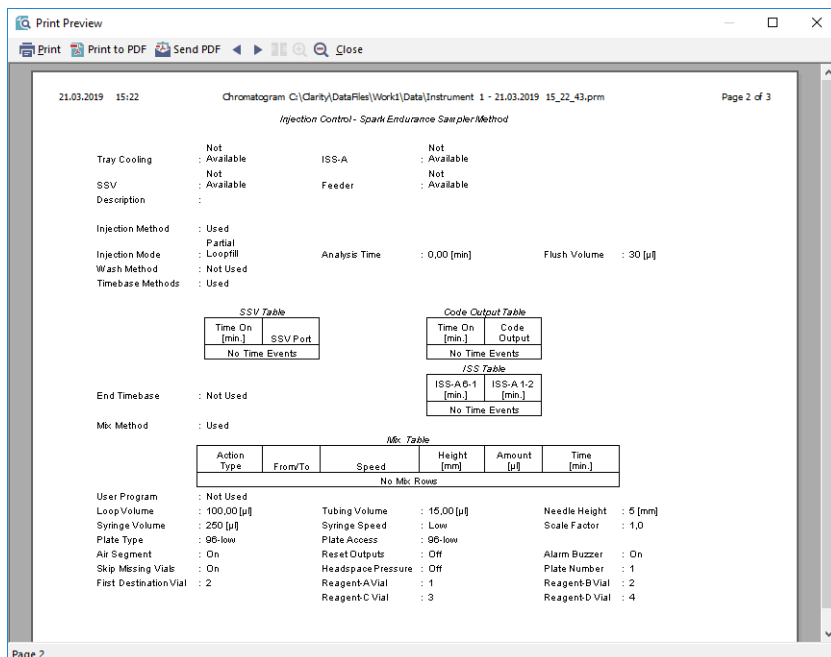 Print Preview
Print Print to PDF Send PDF Close
21.03.2019 15:22 Chromatogram C:\Clarity\DataFiles\Work1\Data\Instrument 1 - 21.03.2019 15_22_43.prm Page 2 of 3
Injection Control - Spark Endurance Sampler Method
Not Not
Tray Cooling : Available ISS-A : Available
Not Not
SSV : Available Feeder : Available
Description :
Injection Method : Used
Partial
Injection Mode : Loopfill Analysis Time : 0,00 [min] Flush Volume : 30 [µl]
Wash Method : Not Used
Timebase Methods : Used
SSV Table Code Output Table
Time On Time On Code
[min.] SSV Port [min.] Output
No Time Events No Time Events
ISS Table
ISS-A 6-1 ISS-A 1-2
End Timebase : Not Used [min.] [min.]
No Time Events
Mix Method : Used
Mix Table
Action Height Amount Time
Type From/To Speed [mm] [µl] [min.]
No Mix Rows
User Program : Not Used
Loop Volume : 100,00 [µl] Tubing Volume : 15,00 [µl] Needle Height : 5 [mm]
Syringe Volume : 250 [µl] Syringe Speed : Low Scale Factor : 1,0
Plate Type : 96-low Plate Access : 96-low
Air Segment : On Reset Outputs : Off Alarm Buzzer : On
Skip Missing Vials : On Headspace Pressure : Off Plate Number : 1
First Destination Vial : 2 Reagent-A Vial : 1 Reagent-B Vial : 2
Reagent-C Vial : 3 Reagent-D Vial : 4
Page 2